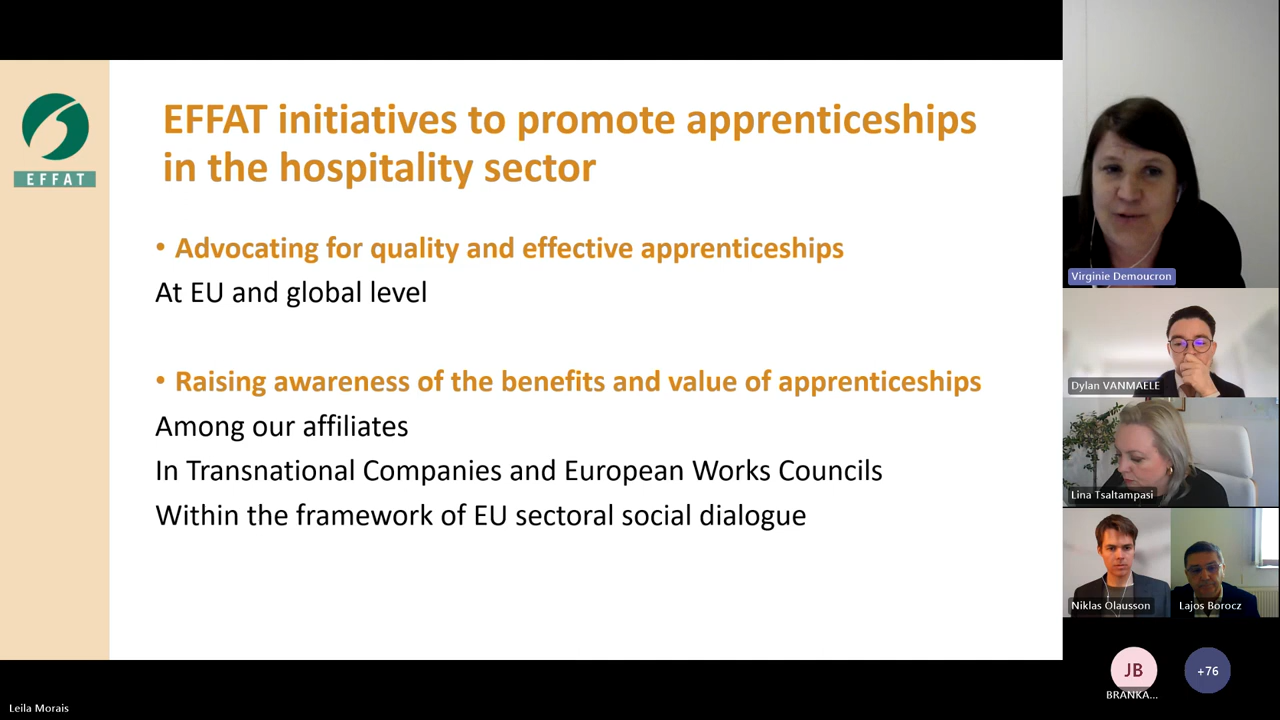 EFFAT
EFFAT initiatives to promote apprenticeships
in the hospitality sector
• Advocating for quality and effective apprenticeships
At EU and global level
• Raising awareness of the benefits and value of apprenticeships
Among our affiliates
In Transnational Companies and European Works Councils
Within the framework of EU sectoral social dialogue
Virginie Demoucron
Dylan VANMAELE
Lina Tsaltampasi
Niklas Olausson
Lajos Borocz
JB
BRANKA...
+76
Leila Morais